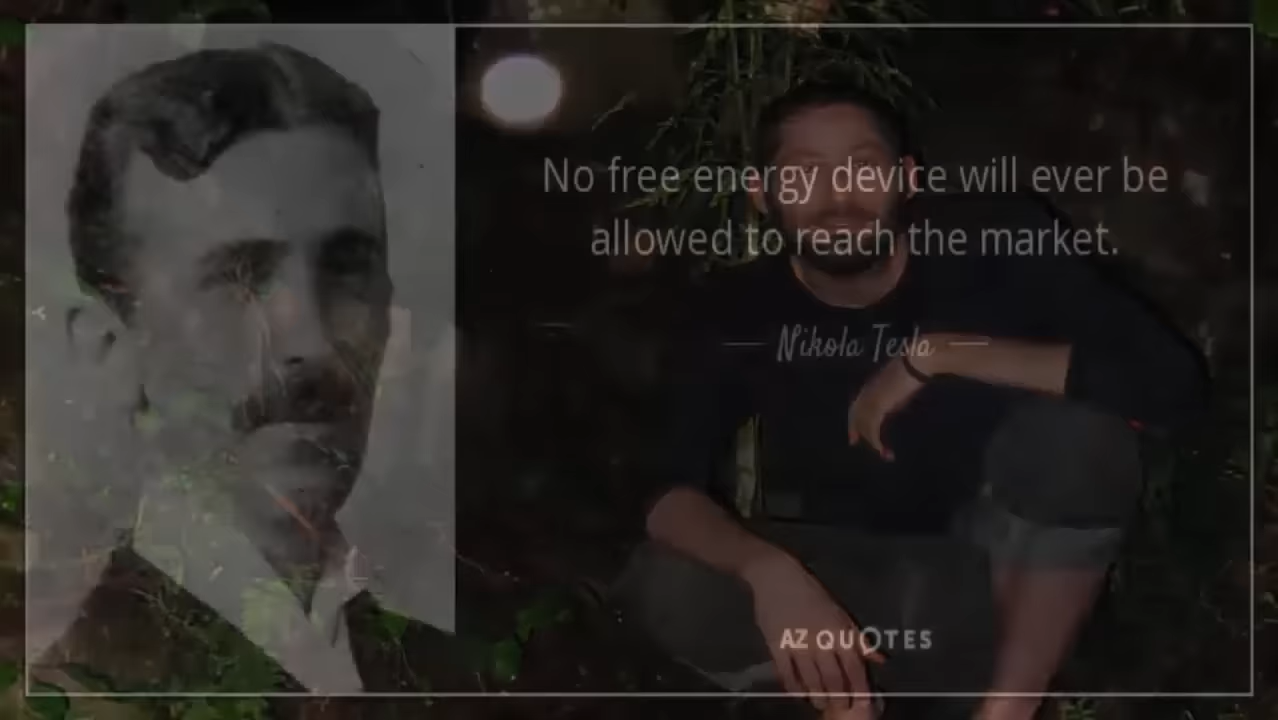 No free energy device will ever be
allowed to reach the market.
Nikola Tesla
AZ QUOTES